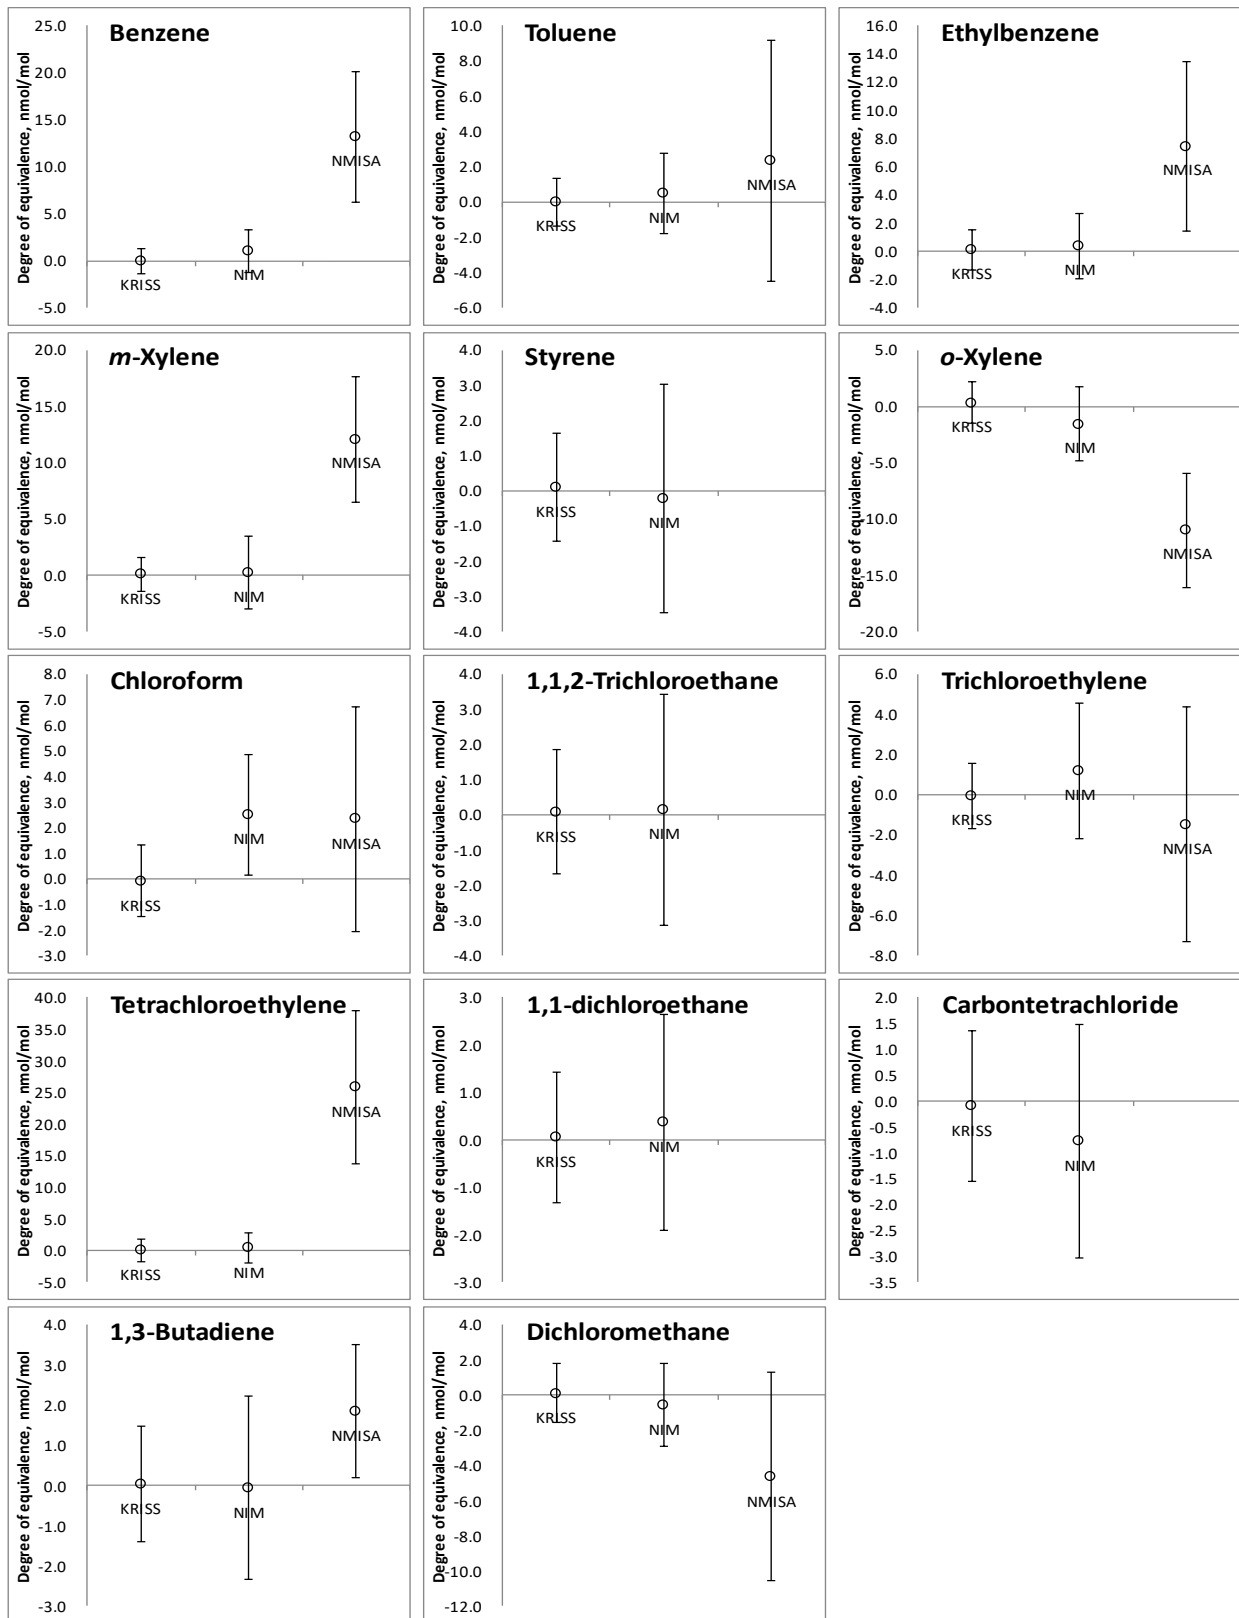 Benzene
Degree of equivalence, nmol/mol
25.0
20.0
15.0
10.0
5.0
0.0
-5.0
KRISS
NIM
NMISA
Toluene
Degree of equivalence, nmol/mol
10.0
8.0
6.0
4.0
2.0
0.0
-2.0
-4.0
-6.0
KRISS
NIM
NMISA
Ethylbenzene
Degree of equivalence, nmol/mol
16.0
14.0
12.0
10.0
8.0
6.0
4.0
2.0
0.0
-2.0
-4.0
KRISS
NIM
NMISA
m-Xylene
Degree of equivalence, nmol/mol
20.0
15.0
10.0
5.0
0.0
-5.0
KRISS
NIM
NMISA
Styrene
Degree of equivalence, nmol/mol
4.0
3.0
2.0
1.0
0.0
-1.0
-2.0
-3.0
-4.0
KRISS
NIM
o-Xylene
Degree of equivalence, nmol/mol
5.0
0.0
-5.0
-10.0
-15.0
-20.0
KRISS
NIM
NMISA
Chloroform
Degree of equivalence, nmol/mol
8.0
7.0
6.0
5.0
4.0
3.0
2.0
1.0
0.0
-1.0
-2.0
-3.0
KRISS
NIM
NMISA
1,1,2-Trichloroethane
Degree of equivalence, nmol/mol
4.0
3.0
2.0
1.0
0.0
-1.0
-2.0
-3.0
-4.0
KRISS
NIM
Trichloroethylene
Degree of equivalence, nmol/mol
6.0
4.0
2.0
0.0
-2.0
-4.0
-6.0
-8.0
KRISS
NIM
NMISA
Tetrachloroethylene
Degree of equivalence, nmol/mol
40.0
35.0
30.0
25.0
20.0
15.0
10.0
5.0
0.0
-5.0
KRISS
NIM
NMISA
1,1-dichloroethane
Degree of equivalence, nmol/mol
3.0
2.0
1.0
0.0
-1.0
-2.0
-3.0
KRISS
NIM
Carbontetrachloride
Degree of equivalence, nmol/mol
2.0
1.5
1.0
0.5
0.0
-0.5
-1.0
-1.5
-2.0
-2.5
-3.0
-3.5
KRISS
NIM
1,3-Butadiene
Degree of equivalence, nmol/mol
4.0
3.0
2.0
1.0
0.0
-1.0
-2.0
-3.0
KRISS
NIM
NMISA
Dichloromethane
Degree of equivalence, nmol/mol
4.0
2.0
0.0
-2.0
-4.0
-6.0
-8.0
-10.0
-12.0
KRISS
NIM
NMISA